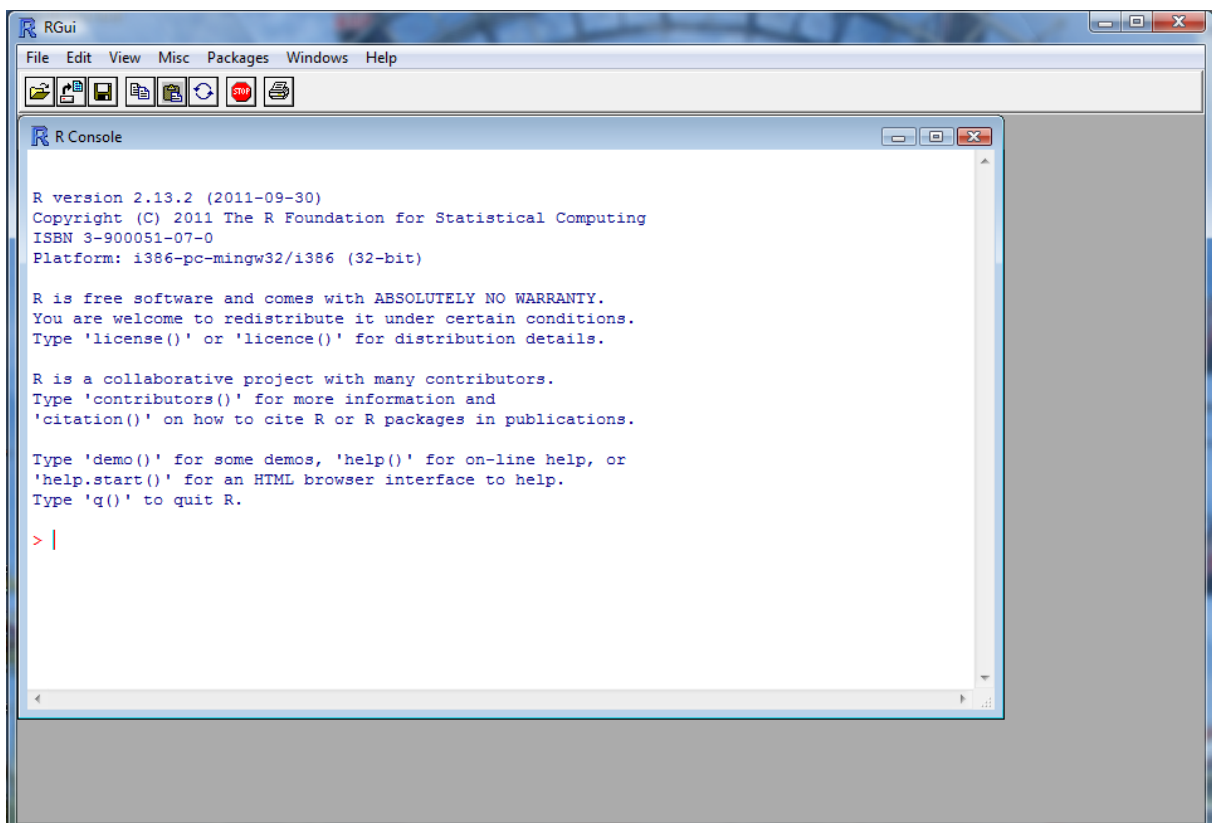 RGui
File Edit View Misc Packages Windows Help
STOP
R Console
R version 2.13.2 (2011-09-30)
Copyright (C) 2011 The R Foundation for Statistical Computing
ISBN 3-900051-07-0
Platform: i386-pc-mingw32/i386 (32-bit)
R is free software and comes with ABSOLUTELY NO WARRANTY.
You are welcome to redistribute it under certain conditions.
Type 'license()' or 'licence()' for distribution details.
R is a collaborative project with many contributors.
Type 'contributors()' for more information and
'citation()' on how to cite R or R packages in publications.
Type 'demo()' for some demos, 'help()' for on-line help, or
'help.start()' for an HTML browser interface to help.
Type 'q()' to quit R.
>